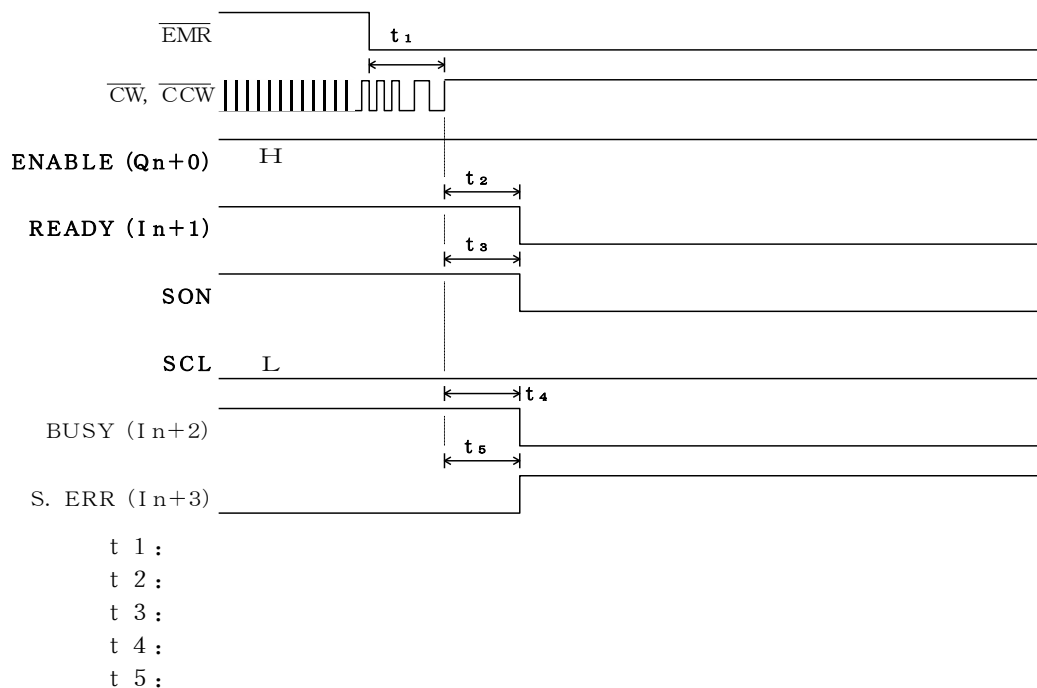 EMR
t₁
CW, CCW
ENABLE (Qn+0) H
t₂
READY (In+1)
t₃
SON
SCL L
t₄
BUSY (In+2)
t₅
S. ERR (In+3)
t 1：
t 2：
t 3：
t 4：
t 5：